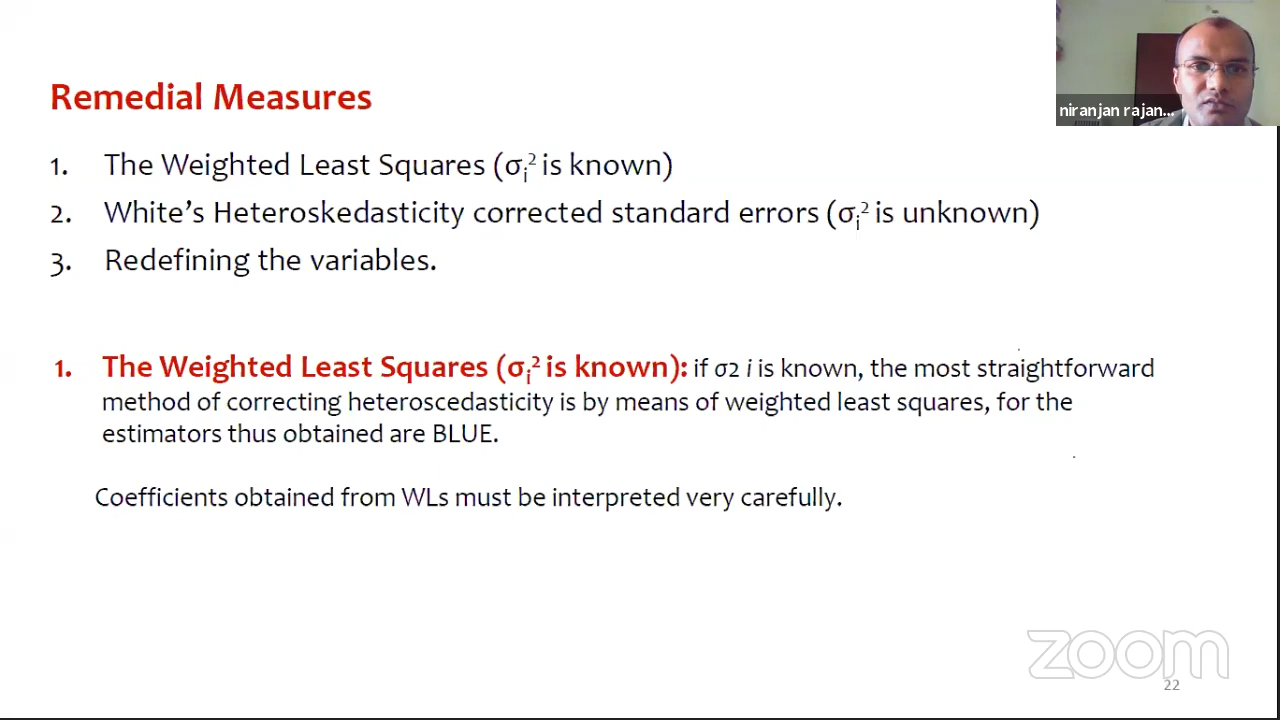 niranjan rajan...
Remedial Measures
1. The Weighted Least Squares (σᵢ² is known)
2. White's Heteroskedasticity corrected standard errors (σᵢ² is unknown)
3. Redefining the variables.
1. The Weighted Least Squares (σᵢ² is known): if σ2 i is known, the most straightforward
method of correcting heteroscedasticity is by means of weighted least squares, for the
estimators thus obtained are BLUE.
Coefficients obtained from WLs must be interpreted very carefully.
zoom
22